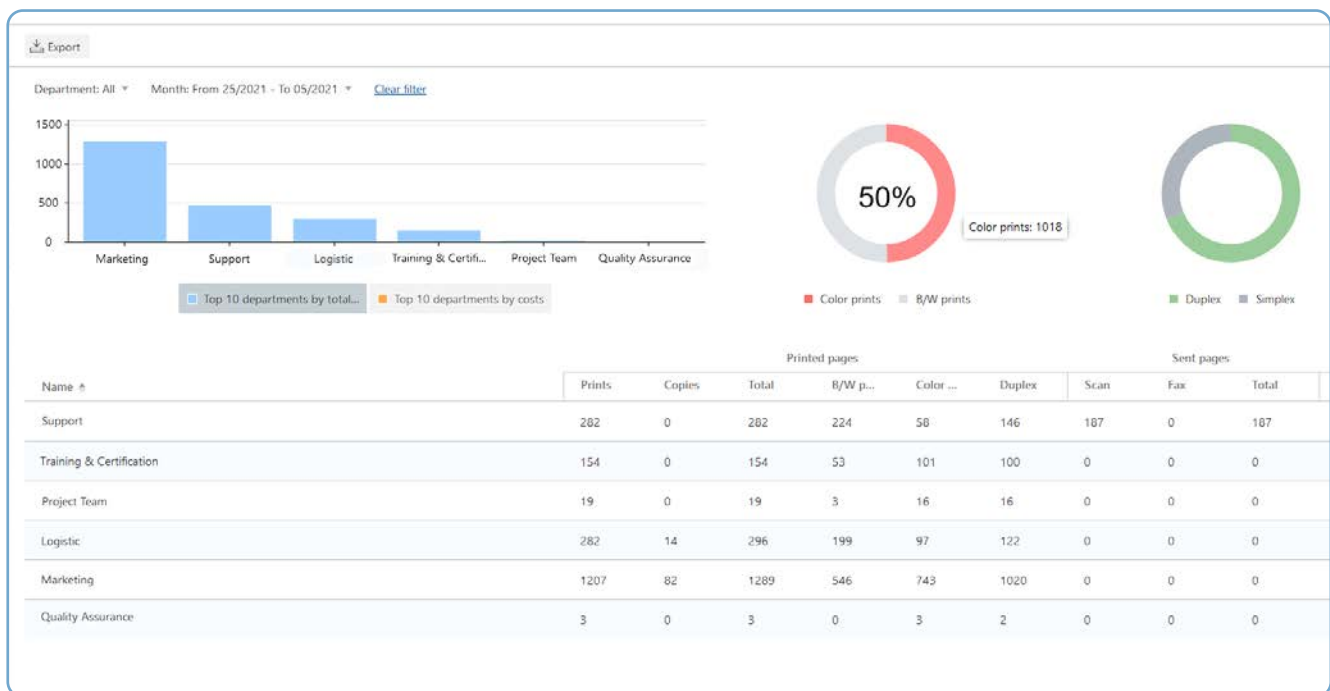 Export
Department: All Month: From 25/2021 - To 05/2021 Clear filter
1500
1000
500
0
Marketing Support Logistic Training & Certifi... Project Team Quality Assurance
Top 10 departments by total... Top 10 departments by costs
50%
Color prints: 1018
Color prints B/W prints
Duplex Simplex
Printed pages Sent pages
Name Prints Copies Total B/W p... Color ... Duplex Scan Fax Total
Support 282 0 282 224 58 146 187 0 187
Training & Certification 154 0 154 53 101 100 0 0 0
Project Team 19 0 19 3 16 16 0 0 0
Logistic 282 14 296 199 97 122 0 0 0
Marketing 1207 82 1289 546 743 1020 0 0 0
Quality Assurance 3 0 3 0 3 2 0 0 0